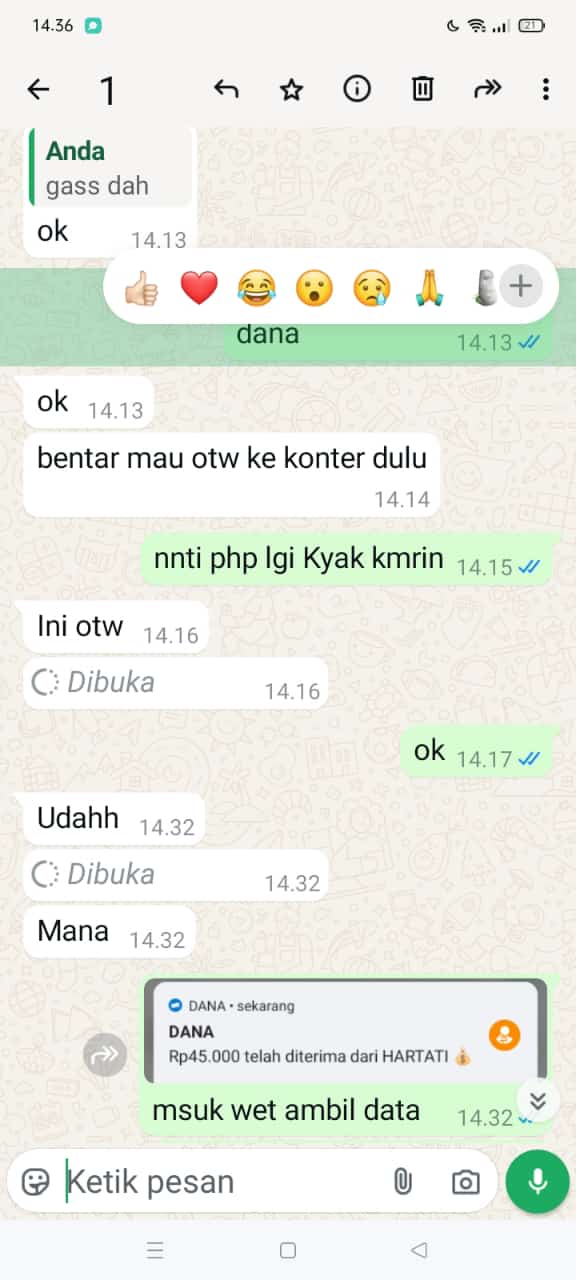 14.36
21
1
Anda
gass dah
ok 14.13
dana 14.13
ok 14.13
bentar mau otw ke konter dulu
14.14
nnti php lgi Kyak kmrin 14.15
Ini otw 14.16
Dibuka 14.16
ok 14.17
Udahh 14.32
Dibuka 14.32
Mana 14.32
DANA • sekarang
DANA
Rp45.000 telah diterima dari HARTATI 💰
msuk wet ambil data 14.32
Ketik pesan